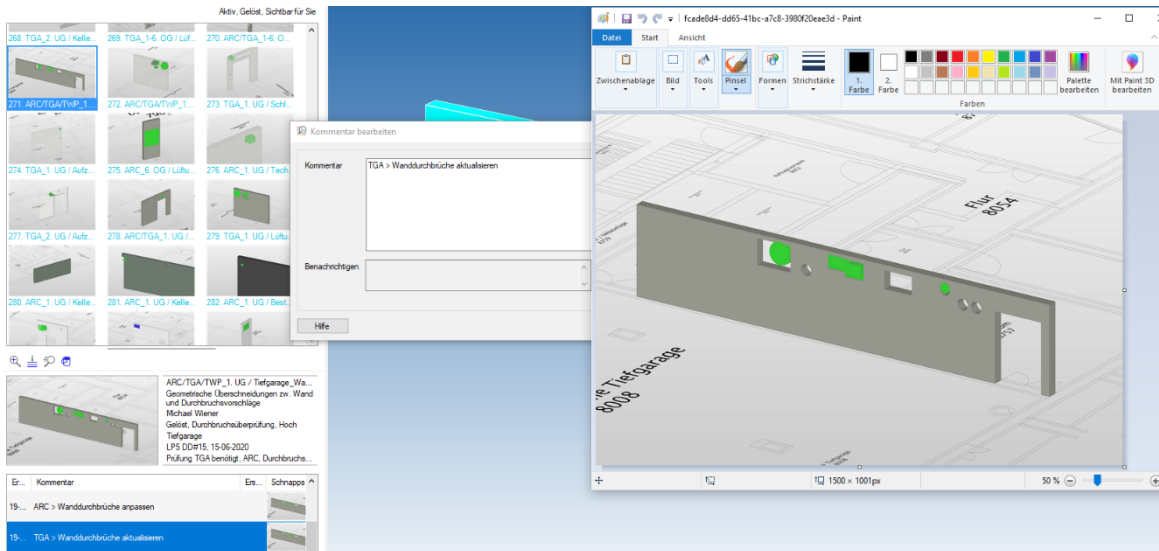 Aktiv, Gelöst, Sichtbar für Sie
268. TGA_2. UG / Kelle...
269. TGA_1-6. OG / Lüf...
270. ARC/TGA_1-6. O...
271. ARC/TGA/TWP_1...
272. ARC/TGA/TWP_1...
273. TGA_1. UG / Schl...
274. TGA_1. UG / Aufz...
275. ARC_6. OG / Lüftu...
276. ARC_1. UG / Tech...
277. TGA_2. UG / Aufz...
278. ARC/TGA_1. UG /...
279. TGA_1. UG / Lüftu...
280. ARC_1. UG / Kelle...
281. ARC_1. UG / Kelle...
282. ARC_1. UG / Best...
ARC/TGA/TWP_1. UG / Tiefgarage_Wa...
Geometrische Überschneidungen zw. Wand
und Durchbruchsvorschläge
Michael Wiener
Gelöst, Durchbruchsüberprüfung, Hoch
Tiefgarage
LP5 DD#15, 15-06-2020
Prüfung TGA benötigt, ARC, Durchbruchs...
Er... Kommentar Ers... Schnapps
19-... ARC > Wanddurchbrüche anpassen
19-... TGA > Wanddurchbrüche aktualisieren
Kommentar bearbeiten
Kommentar
TGA > Wanddurchbrüche aktualisieren
Benachrichtigen
Hilfe
fcade8d4-dd65-41bc-a7c8-3980f20eae3d - Paint
Datei Start Ansicht
Zwischenablage
Bild
Tools
Pinsel
Formen
Strichstärke
1.
Farbe
2.
Farbe
Palette
bearbeiten
Mit Paint 3D
bearbeiten
Farben
Flur
8054
e Tiefgarage
8008
1500 × 1001px
50 %